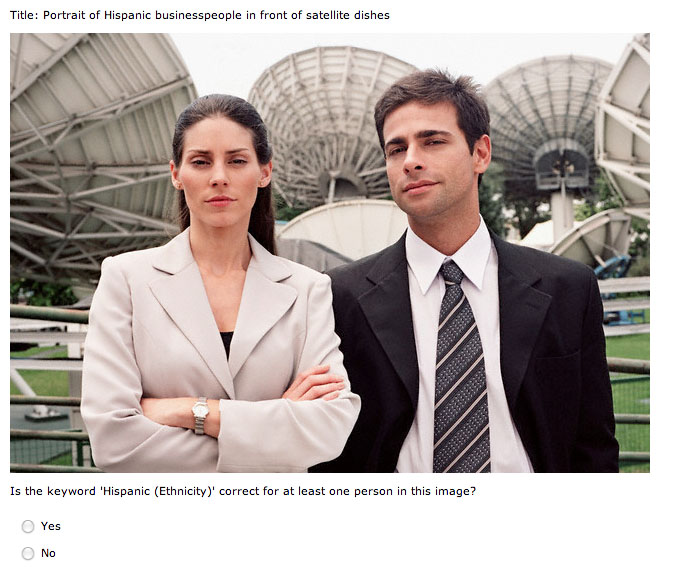 Title: Portrait of Hispanic businesspeople in front of satellite dishes
Is the keyword 'Hispanic (Ethnicity)' correct for at least one person in this image?
Yes
No